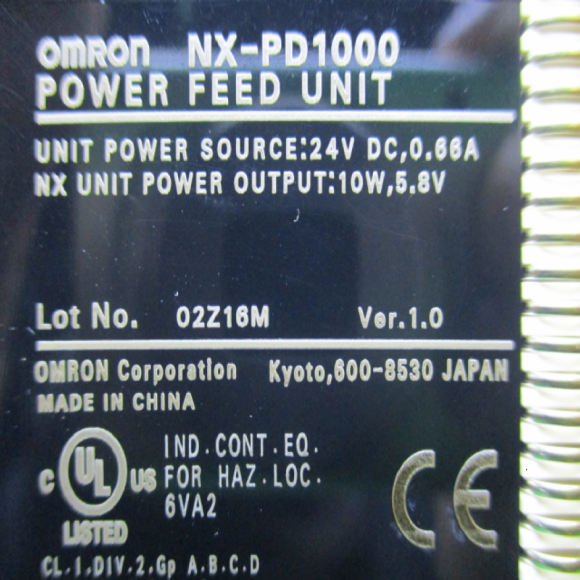 OMRON NX-PD1000
POWER FEED UNIT
UNIT POWER SOURCE:24V DC,0.66A
NX UNIT POWER OUTPUT:10W,5.8V
Lot No. 02Z16M Ver.1.0
OMRON Corporation Kyoto,600-8530 JAPAN
MADE IN CHINA
C UL US LISTED
IND.CONT.EQ.
FOR HAZ.LOC.
6VA2
CE
CL.1,DIV.2,Gp A.B.C.D